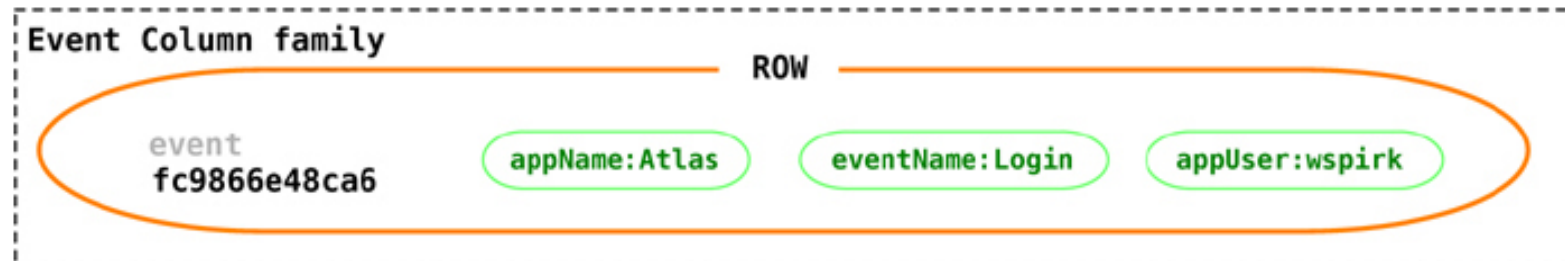 Event Column family
ROW
event
fc9866e48ca6
appName:Atlas
eventName:Login
appUser:wspirk